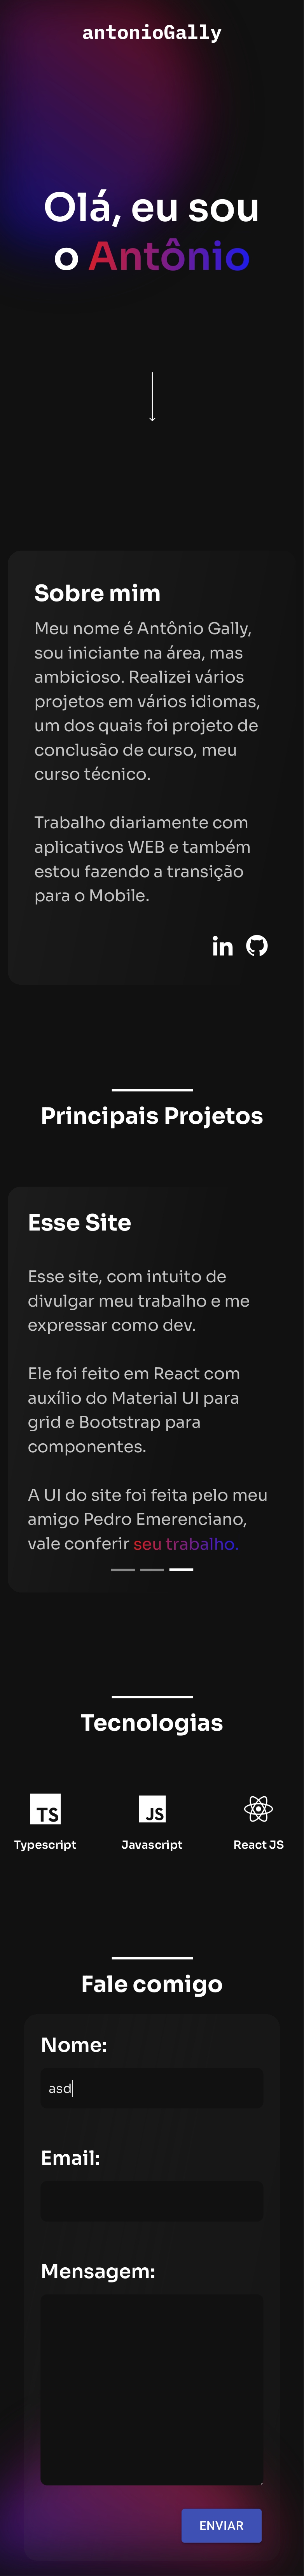 antonioGally
Olá, eu sou
o Antônio
Sobre mim
Meu nome é Antônio Gally,
sou iniciante na área, mas
ambicioso. Realizei vários
projetos em vários idiomas,
um dos quais foi projeto de
conclusão de curso, meu
curso técnico.
Trabalho diariamente com
aplicativos WEB e também
estou fazendo a transição
para o Mobile.
in
Principais Projetos
Esse Site
Esse site, com intuito de
divulgar meu trabalho e me
expressar como dev.
Ele foi feito em React com
auxílio do Material UI para
grid e Bootstrap para
componentes.
A UI do site foi feita pelo meu
amigo Pedro Emerenciano,
vale conferir seu trabalho.
Tecnologias
TS JS
Typescript Javascript React JS
Fale comigo
Nome:
asd
Email:
Mensagem:
ENVIAR